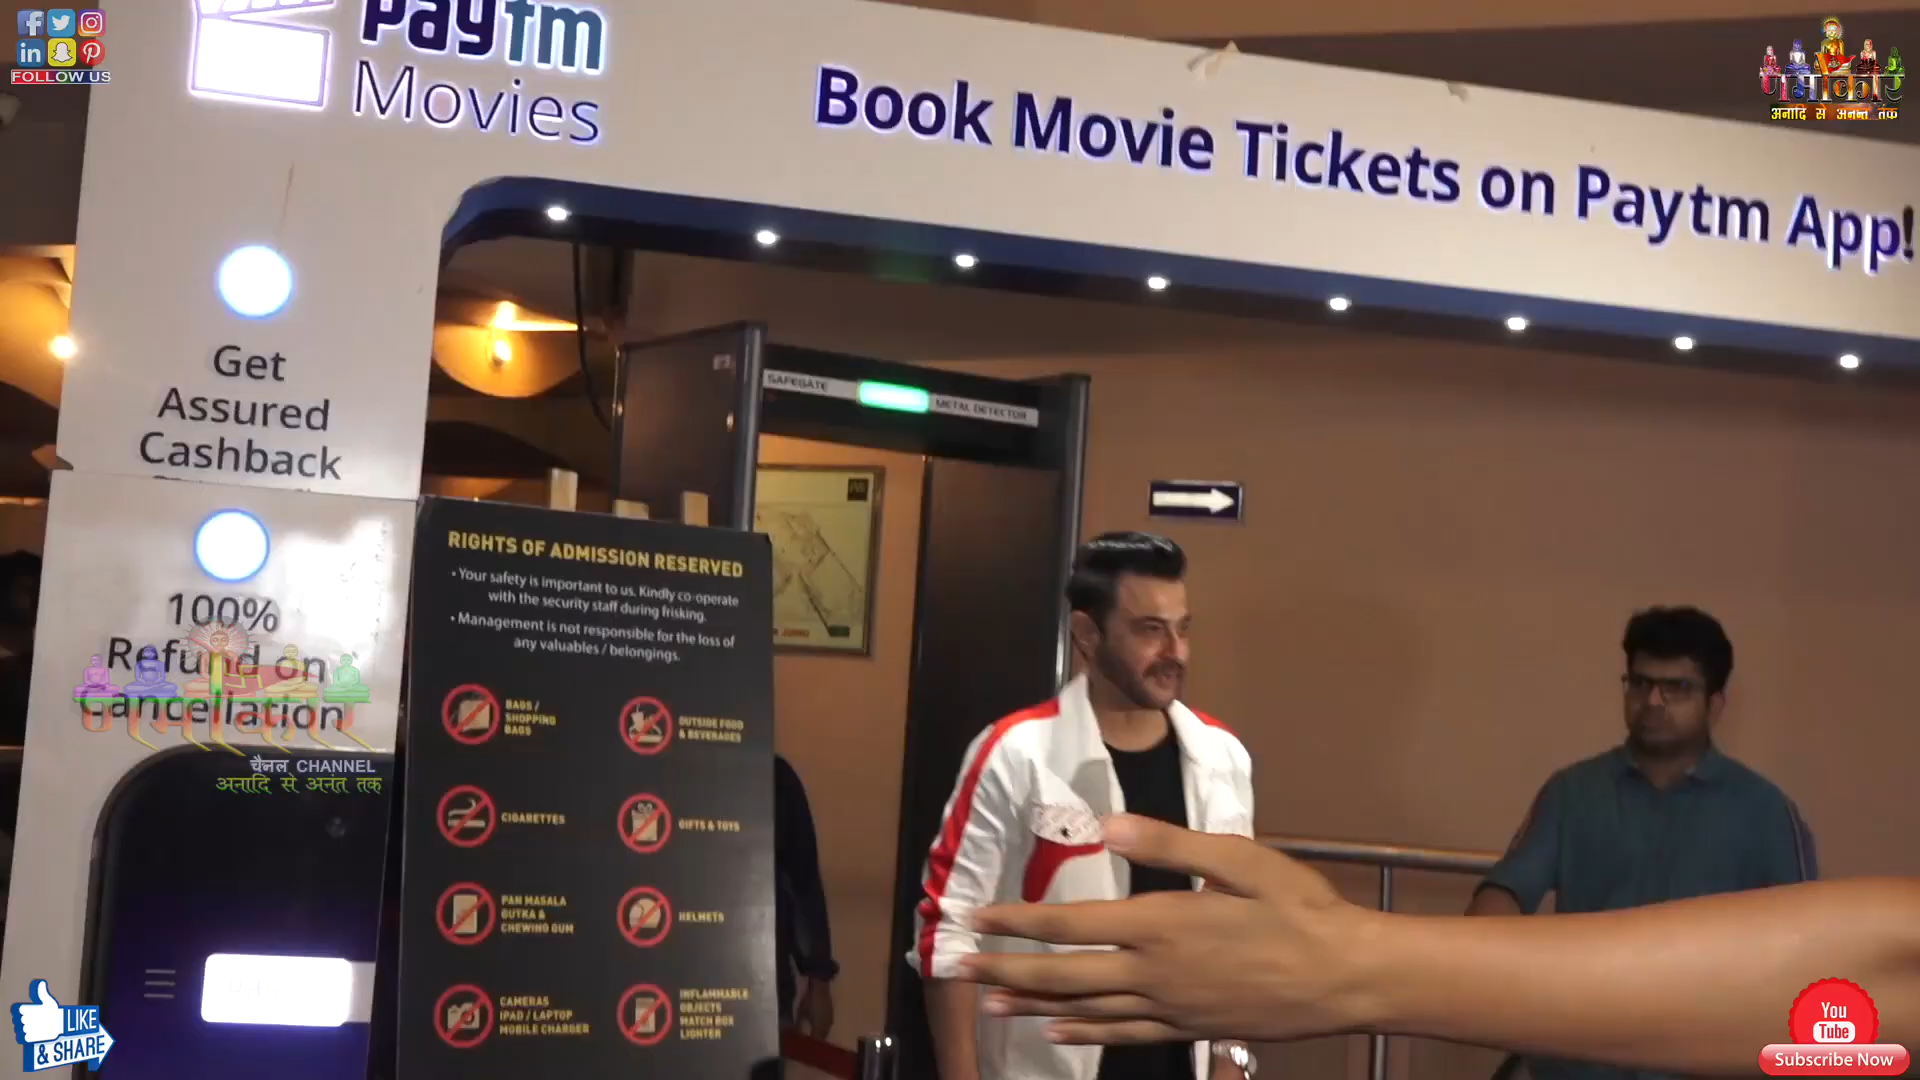 FOLLOW US
Paytm
Movies
Book Movie Tickets on Paytm App!
णमोकार
अनादि से अनन्त तक
Get
Assured
Cashback
100%
Refund on
Cancellation
णमोकार
चैनल CHANNEL
अनादि से अनंत तक
SAFEGATE
METAL DETECTOR
RIGHTS OF ADMISSION RESERVED
• Your safety is important to us. Kindly co-operate
with the security staff during frisking.
• Management is not responsible for the loss of
any valuables / belongings.
BAGS /
SHOPPING
BAGS
OUTSIDE FOOD
& BEVERAGES
CIGARETTES
GIFTS & TOYS
PAN MASALA
GUTKA &
CHEWING GUM
HELMETS
CAMERAS
IPAD / LAPTOP
MOBILE CHARGER
INFLAMMABLE
OBJECTS
MATCH BOX
LIGHTER
LIKE
& SHARE
You
Tube
Subscribe Now